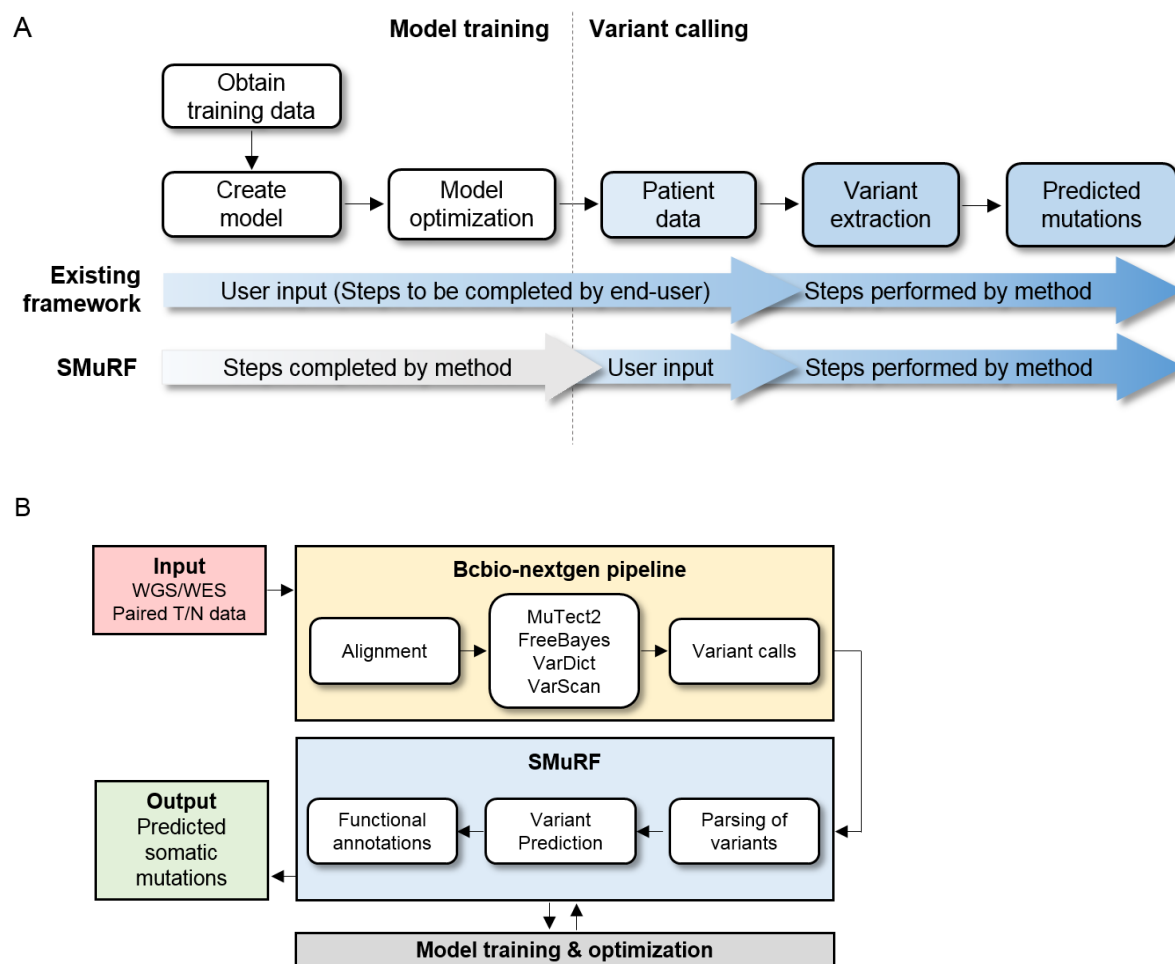 A
Model training
Variant calling
Obtain
training data
Create
model
Model
optimization
Patient
data
Variant
extraction
Predicted
mutations
Existing
framework
User input (Steps to be completed by end-user)
Steps performed by method
SMuRF
Steps completed by method
User input
Steps performed by method
B
Input
WGS/WES
Paired T/N data
Bcbio-nextgen pipeline
Alignment
MuTect2
FreeBayes
VarDict
VarScan
Variant calls
SMuRF
Output
Predicted
somatic
mutations
Functional
annotations
Variant
Prediction
Parsing of
variants
Model training & optimization